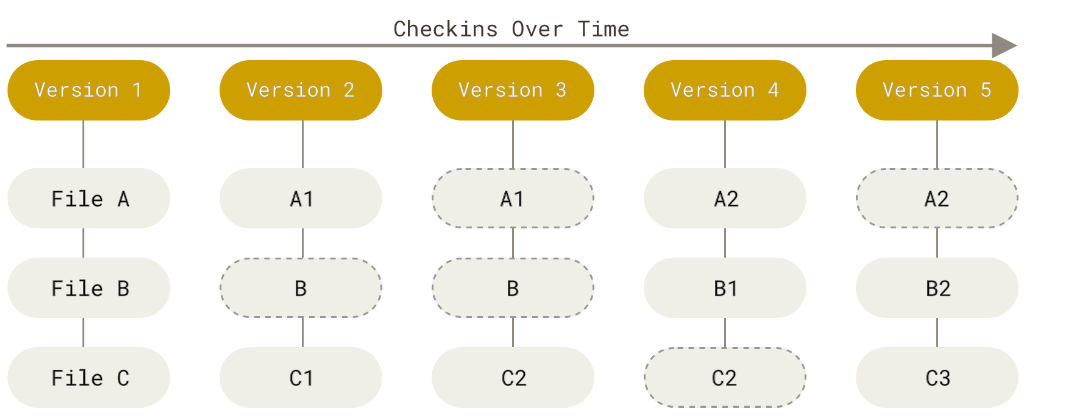 Checkins Over Time
Version 1 Version 2 Version 3 Version 4 Version 5
File A A1 A1 A2 A2
File B B B B1 B2
File C C1 C2 C2 C3